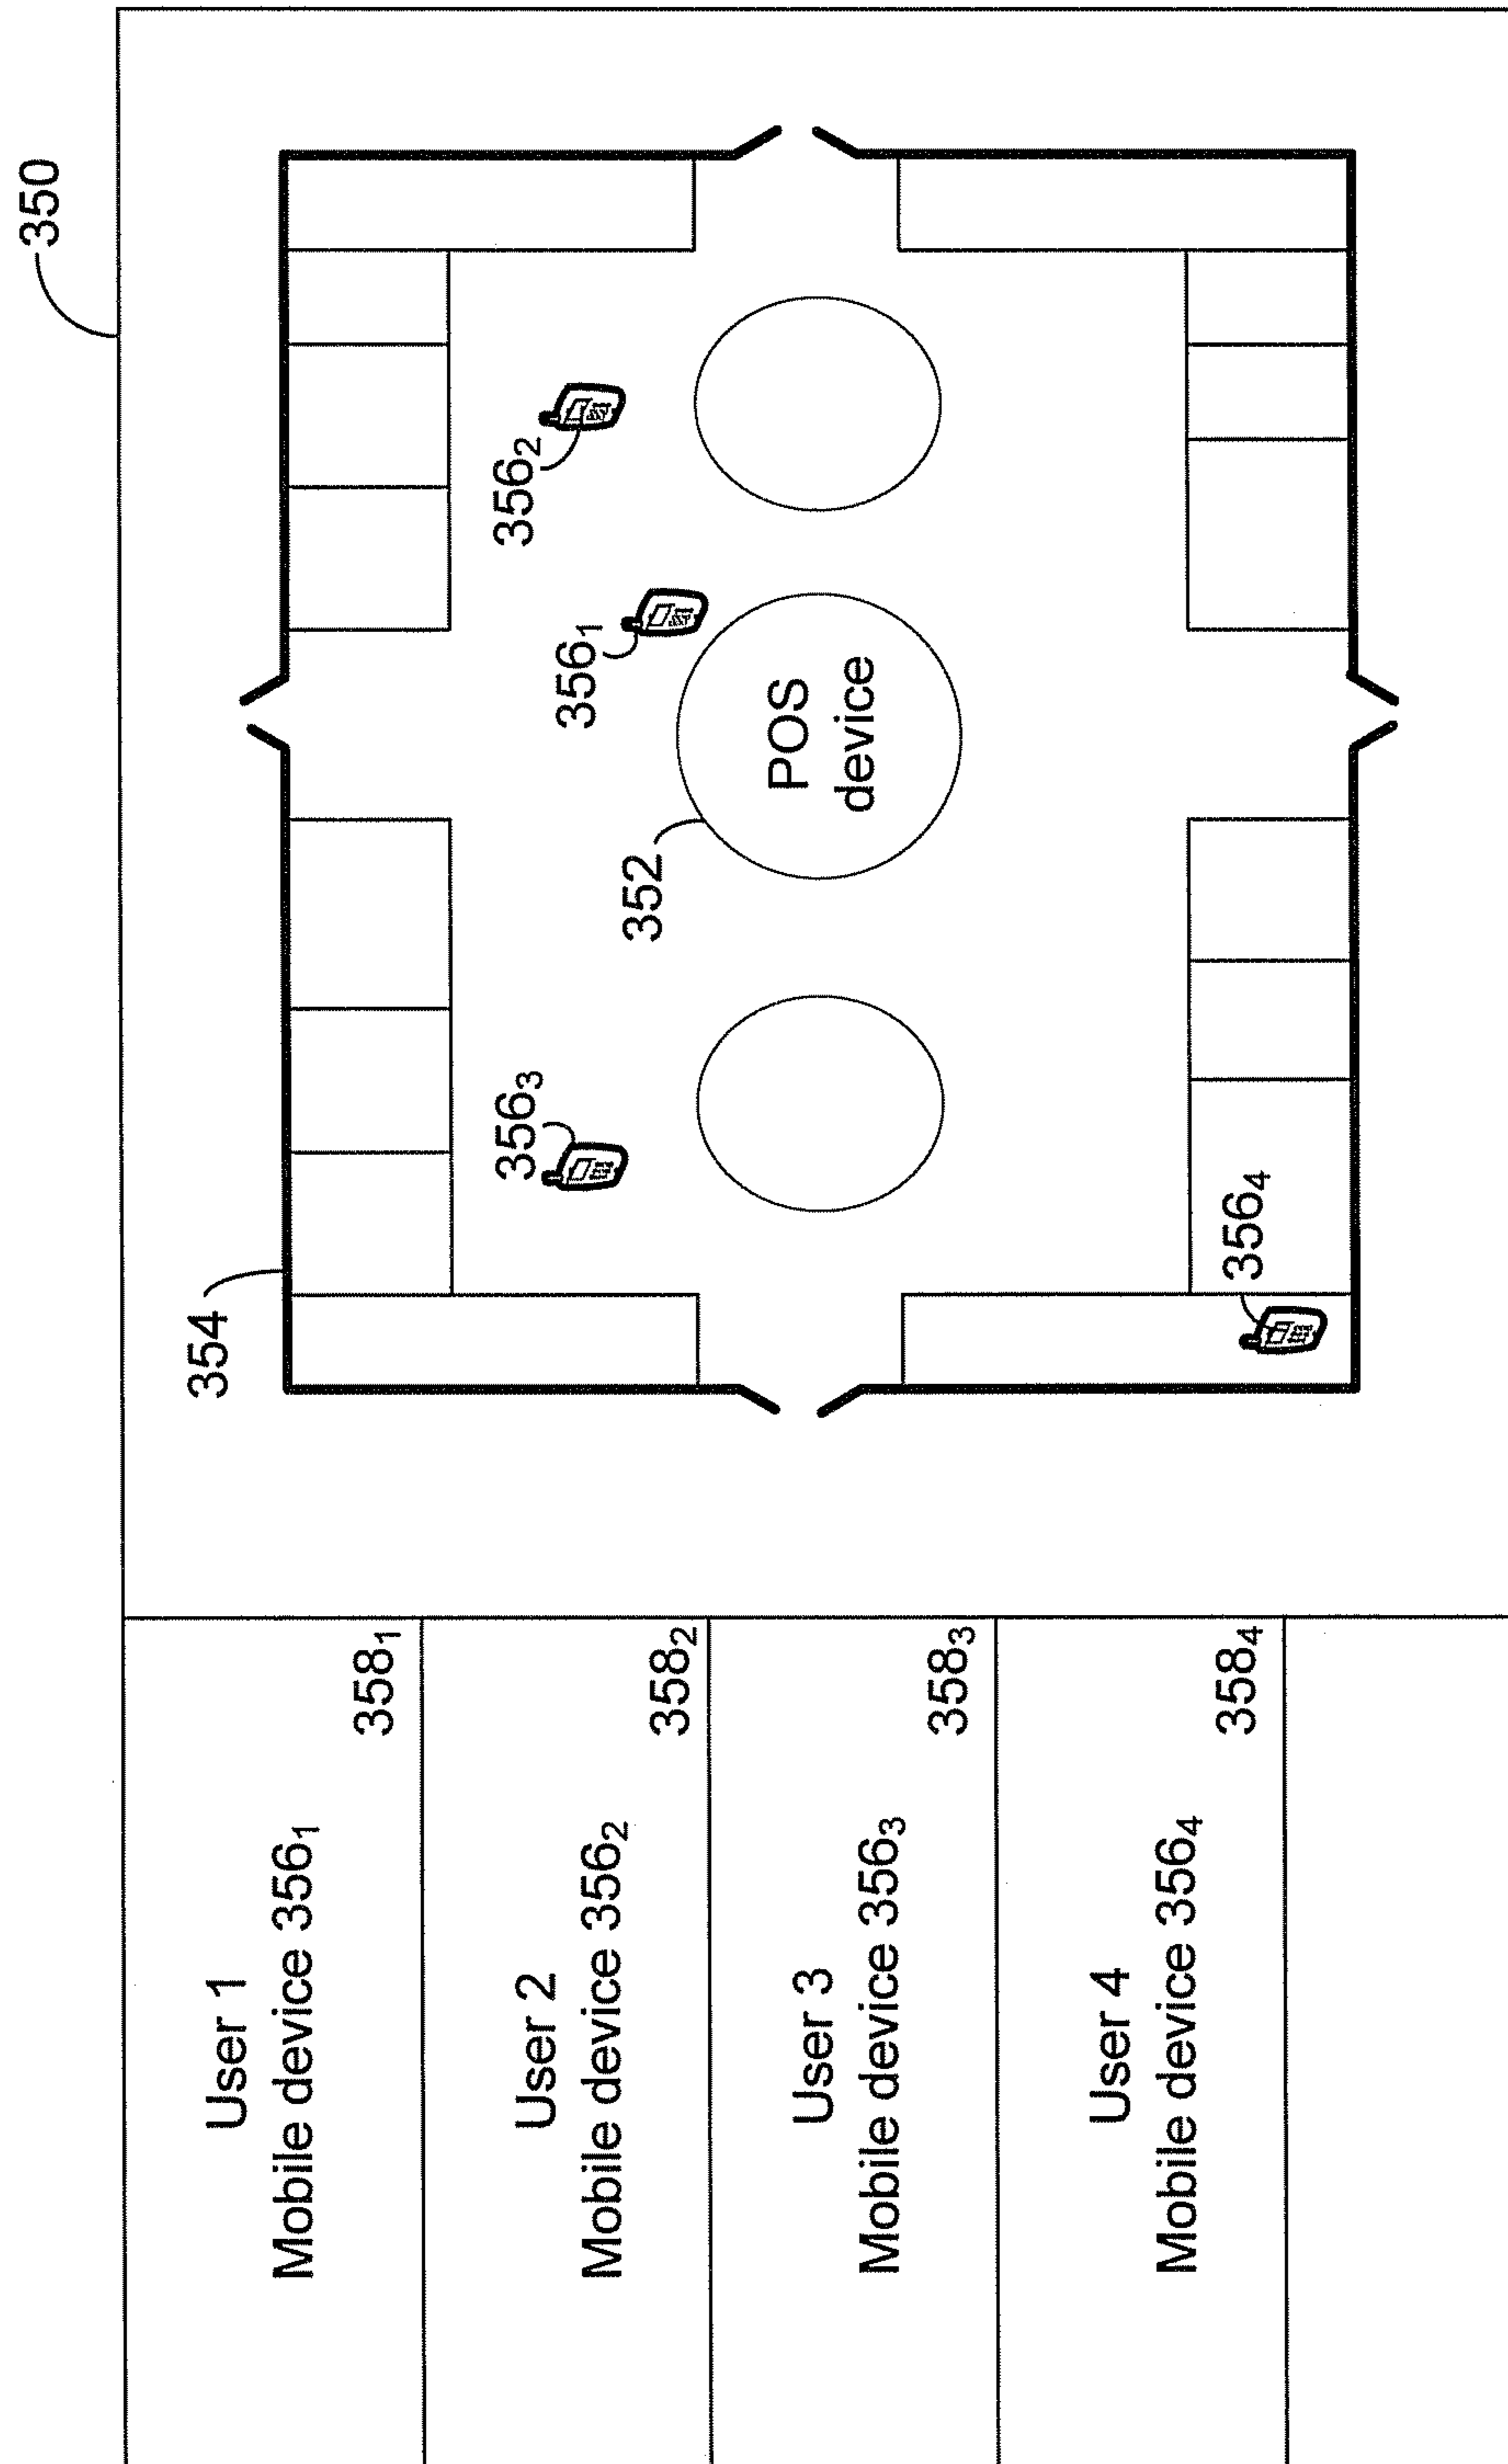 350
User 1
Mobile device 356₁
358₁
User 2
Mobile device 356₂
358₂
User 3
Mobile device 356₃
358₃
User 4
Mobile device 356₄
358₄
354
356₃
356₂
356₁
352
POS
device
356₄